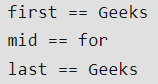 first == Geeks
mid == for
last == Geeks